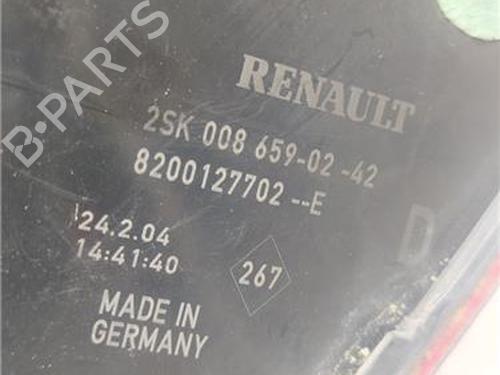 RENAULT
2SK 008 659-02-42
8200127702--E
24.2.04
14:41:40
D
267
MADE IN
GERMANY
B-PARTS